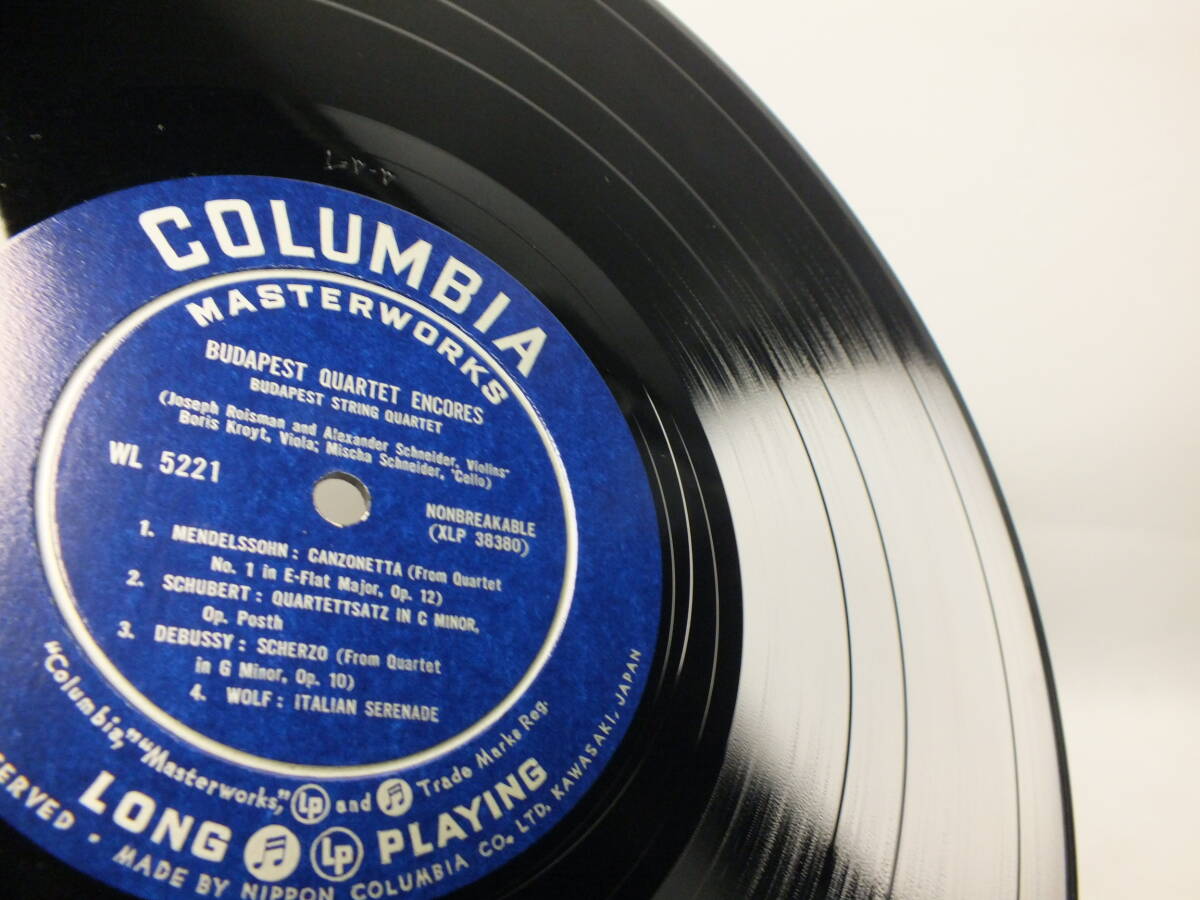 COLUMBIA
MASTERWORKS
BUDAPEST QUARTET ENCORES
BUDAPEST STRING QUARTET
(Joseph Roisman and Alexander Schneider, Violins
Boris Kroyt, Viola; Mischa Schneider, 'Cello)
WL 5221
NONBREAKABLE
(XLP 38380)
1. MENDELSSOHN: CANZONETTA (From Quartet
No. 1 in E-Flat Major, Op. 12)
2. SCHUBERT: QUARTETTSATZ IN C MINOR,
Op. Posth
3. DEBUSSY: SCHERZO (From Quartet
in G Minor, Op. 10)
4. WOLF: ITALIAN SERENADE
"Columbia," "Masterworks," Lp and Trade Marks Reg.
LONG Lp PLAYING
ERVED • MADE BY NIPPON COLUMBIA CO., LTD. KAWASAKI, JAPAN